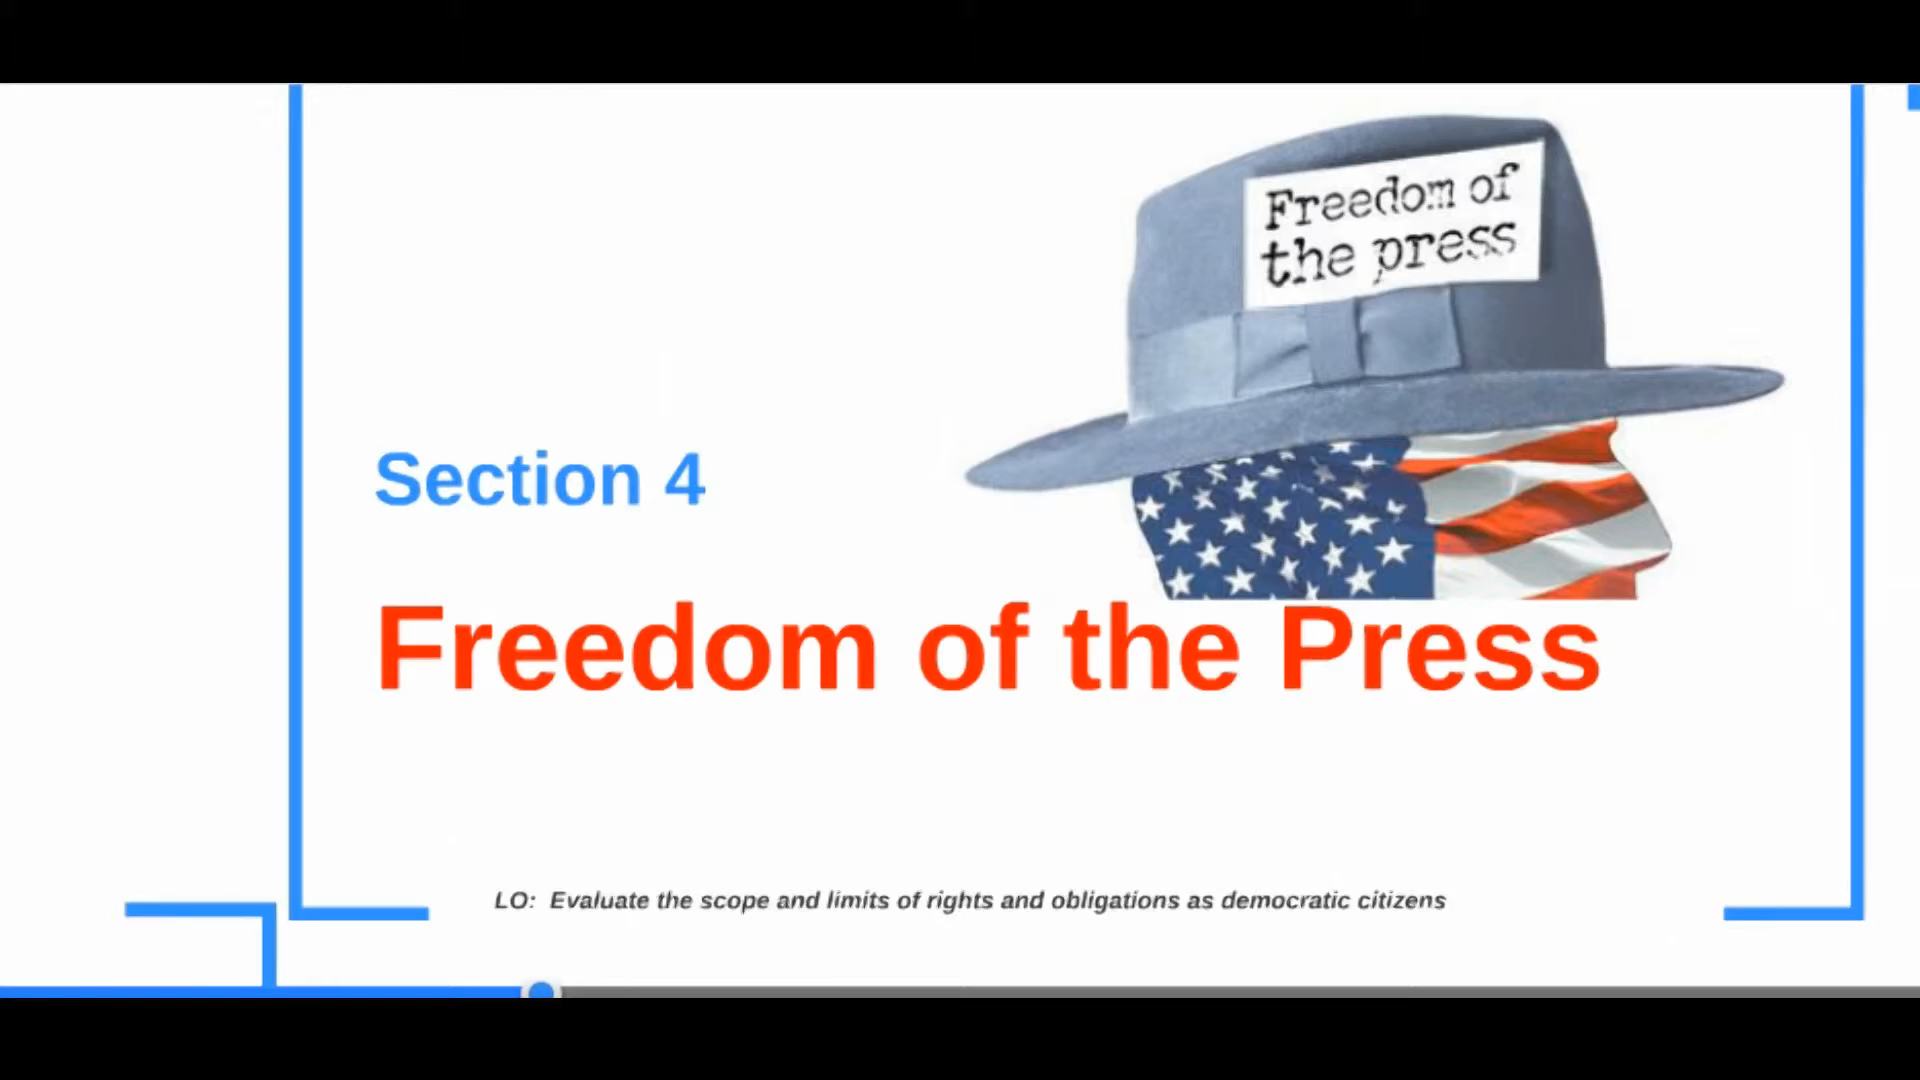 Freedom of
the press
Section 4
Freedom of the Press
LO: Evaluate the scope and limits of rights and obligations as democratic citizens